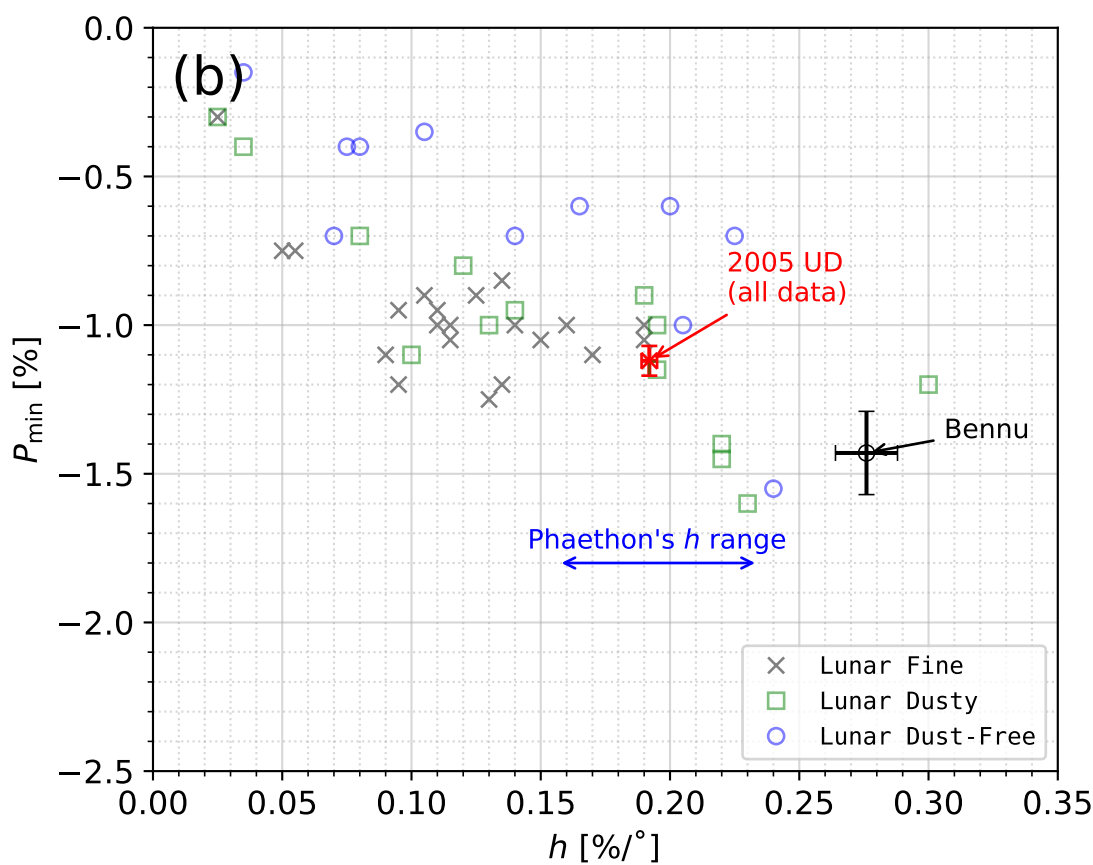 (b)
0.0
−0.5
−1.0
−1.5
−2.0
−2.5
P_min [%]
2005 UD
(all data)
Bennu
Phaethon's h range
Lunar Fine
Lunar Dusty
Lunar Dust-Free
0.00 0.05 0.10 0.15 0.20 0.25 0.30 0.35
h [%/°]